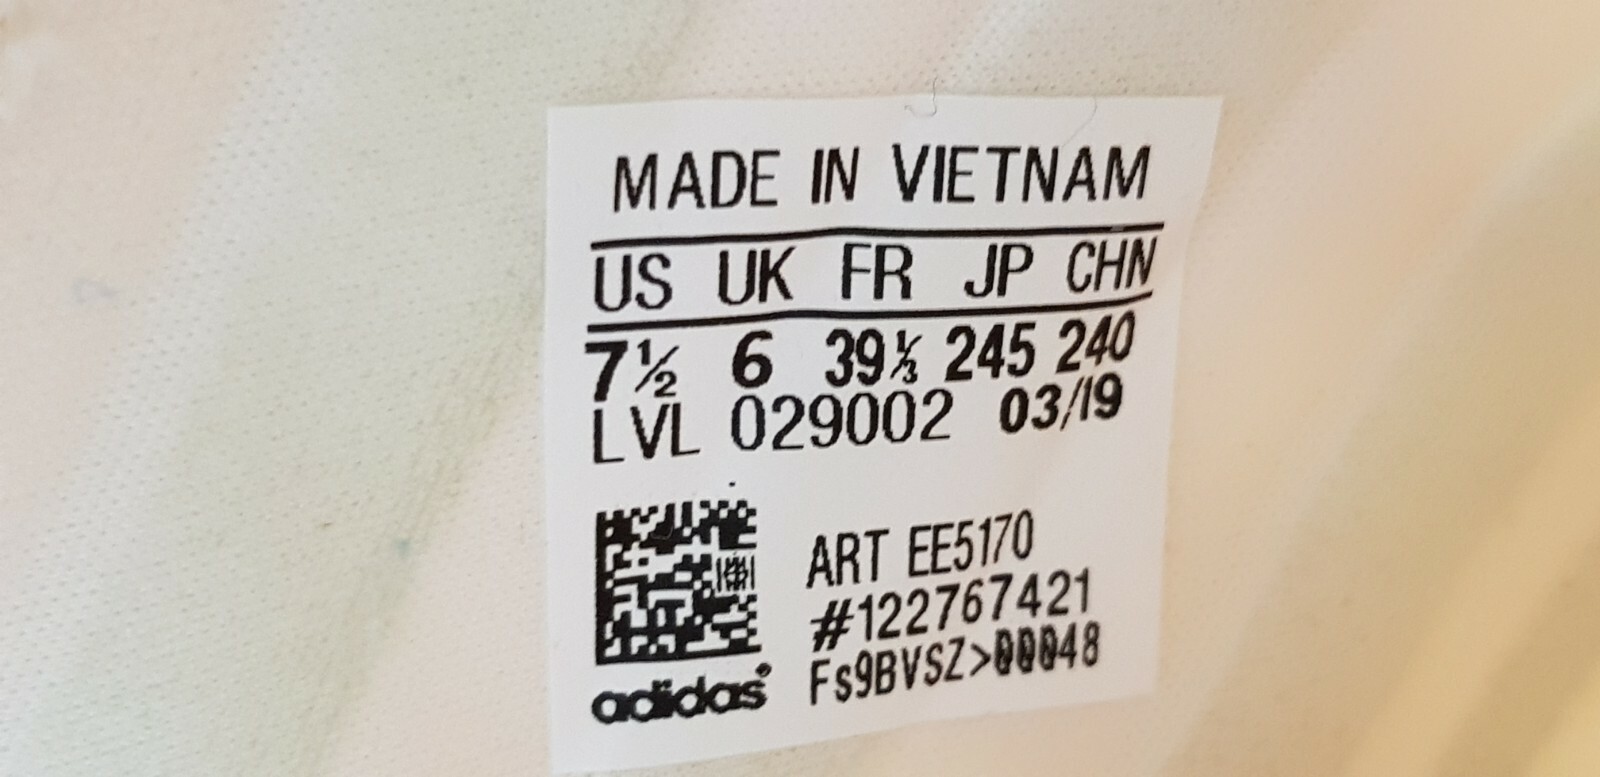 MADE IN VIETNAM
US UK FR JP CHN
7½ 6 39⅓ 245 240
LVL 029002 03/19
ART EE5170
#122767421
Fs9BVSZ>00048
adidas